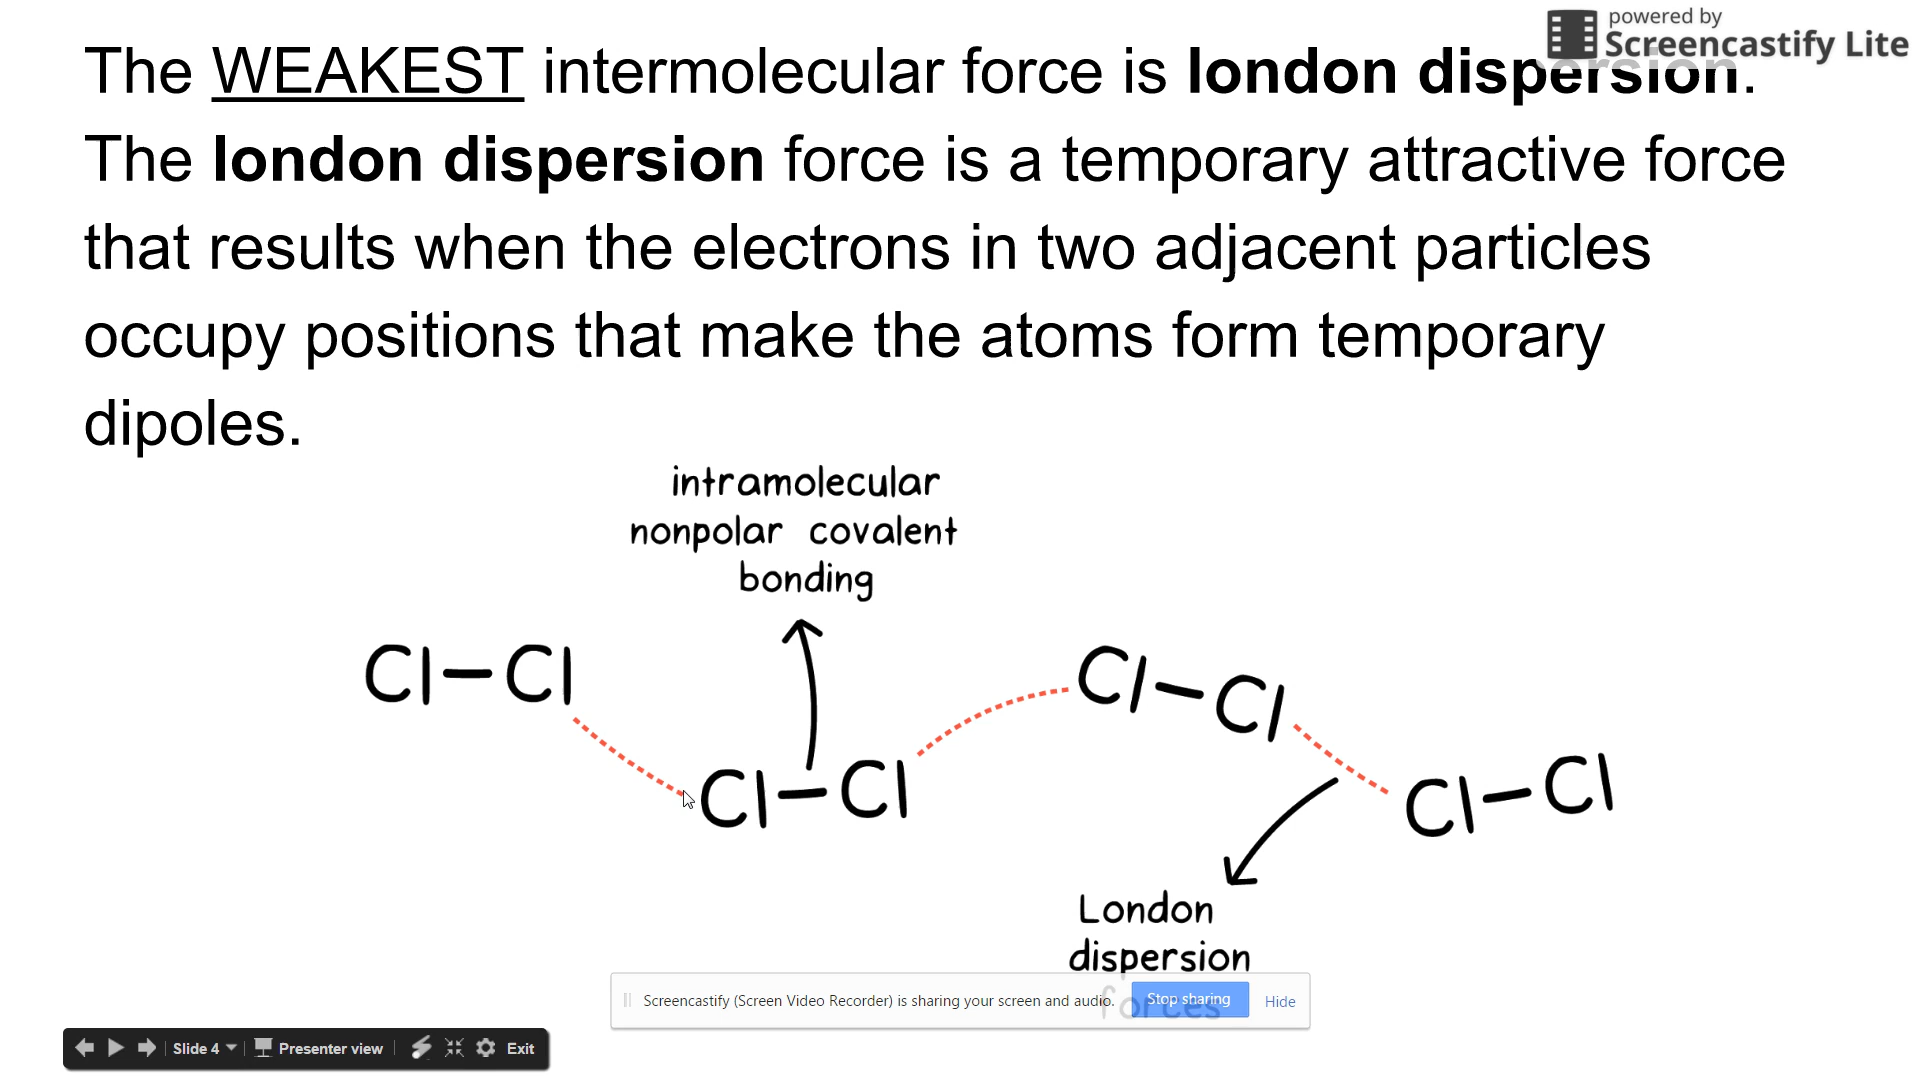 powered by
Screencastify Lite
The WEAKEST intermolecular force is london dispersion.
The london dispersion force is a temporary attractive force
that results when the electrons in two adjacent particles
occupy positions that make the atoms form temporary
dipoles.
intramolecular
nonpolar covalent
bonding
Cl–Cl
Cl–Cl
Cl–Cl
Cl–Cl
London
dispersion
forces
Screencastify (Screen Video Recorder) is sharing your screen and audio. Stop sharing Hide
Slide 4 Presenter view Exit